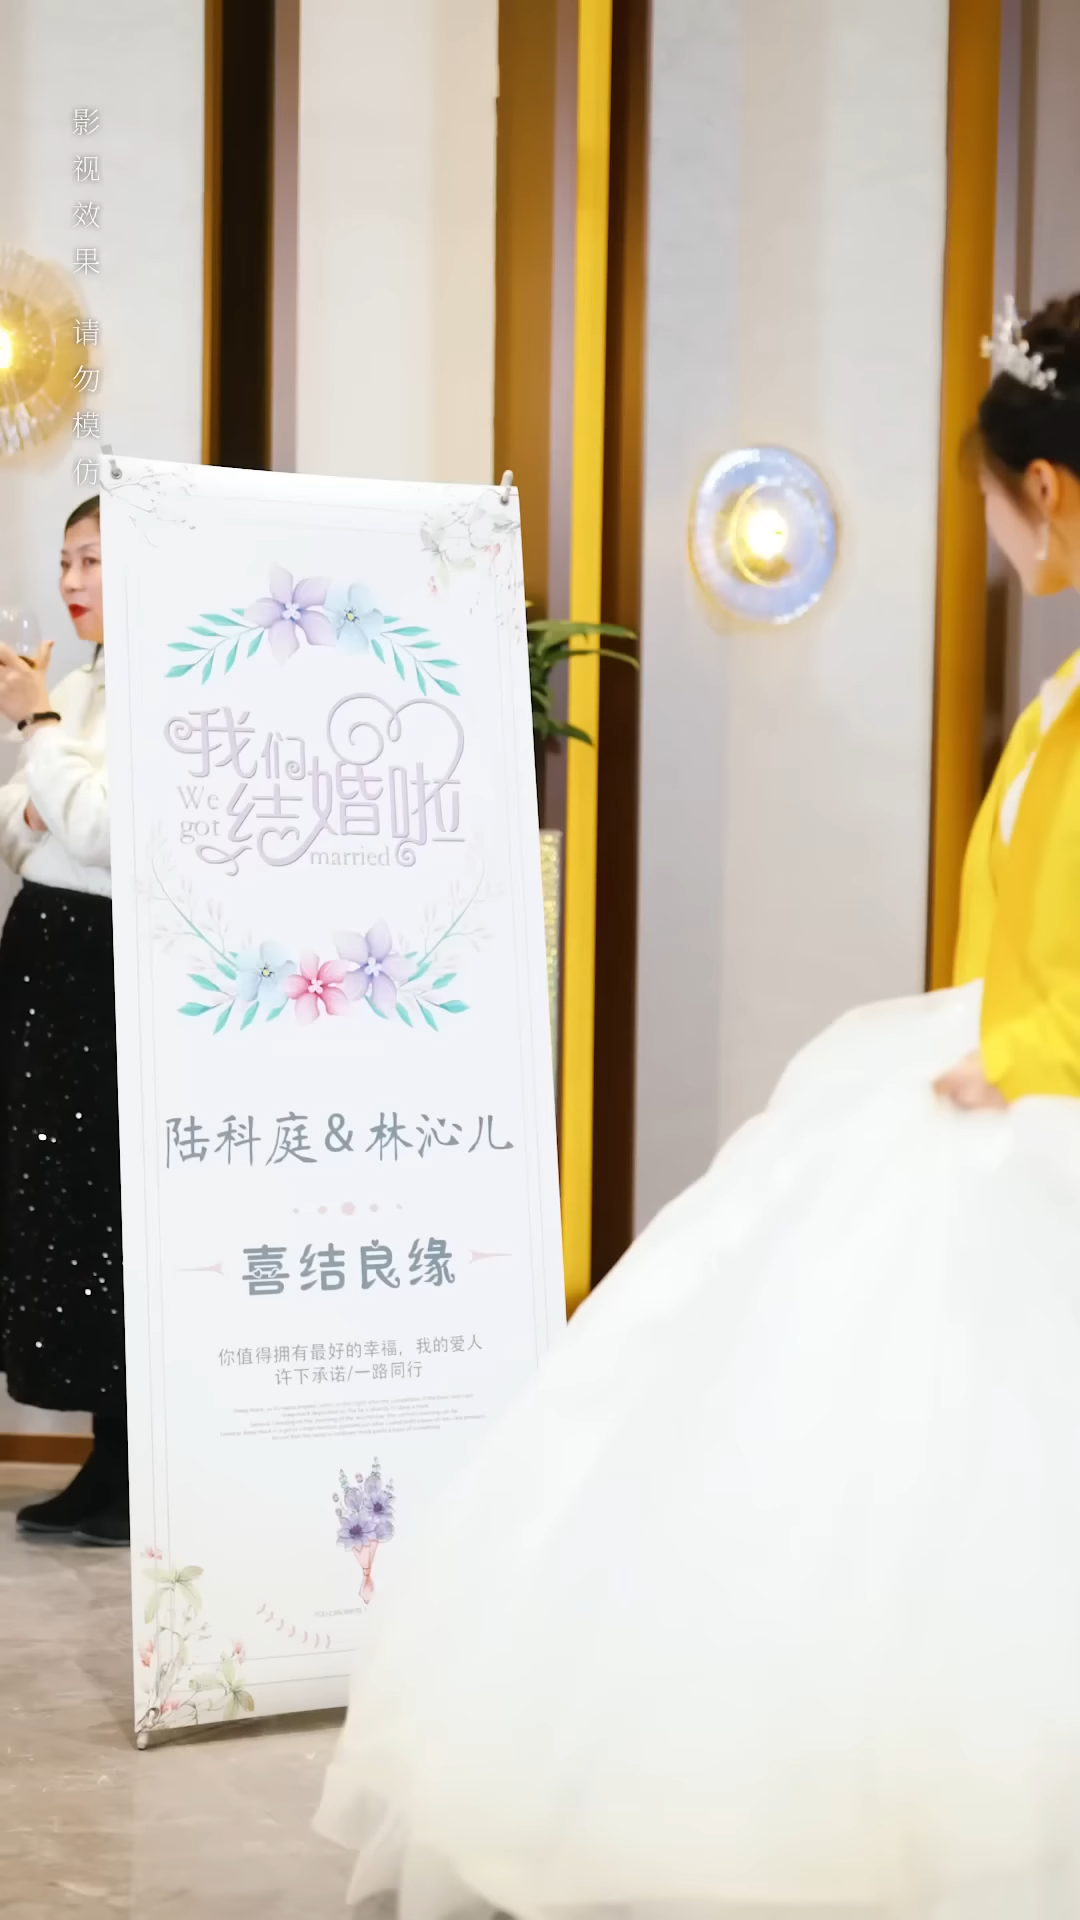 影视效果 请勿模仿
我们
We got
结婚啦
married
陆科庭&林沁儿
喜结良缘
你值得拥有最好的幸福，我的爱人
许下承诺/一路同行